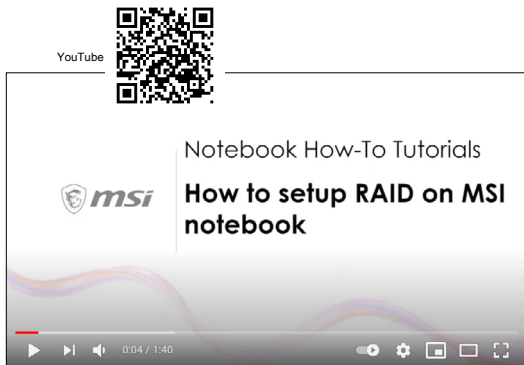 YouTube
Notebook How-To Tutorials
msi
How to setup RAID on MSI
notebook
0:04 / 1:40